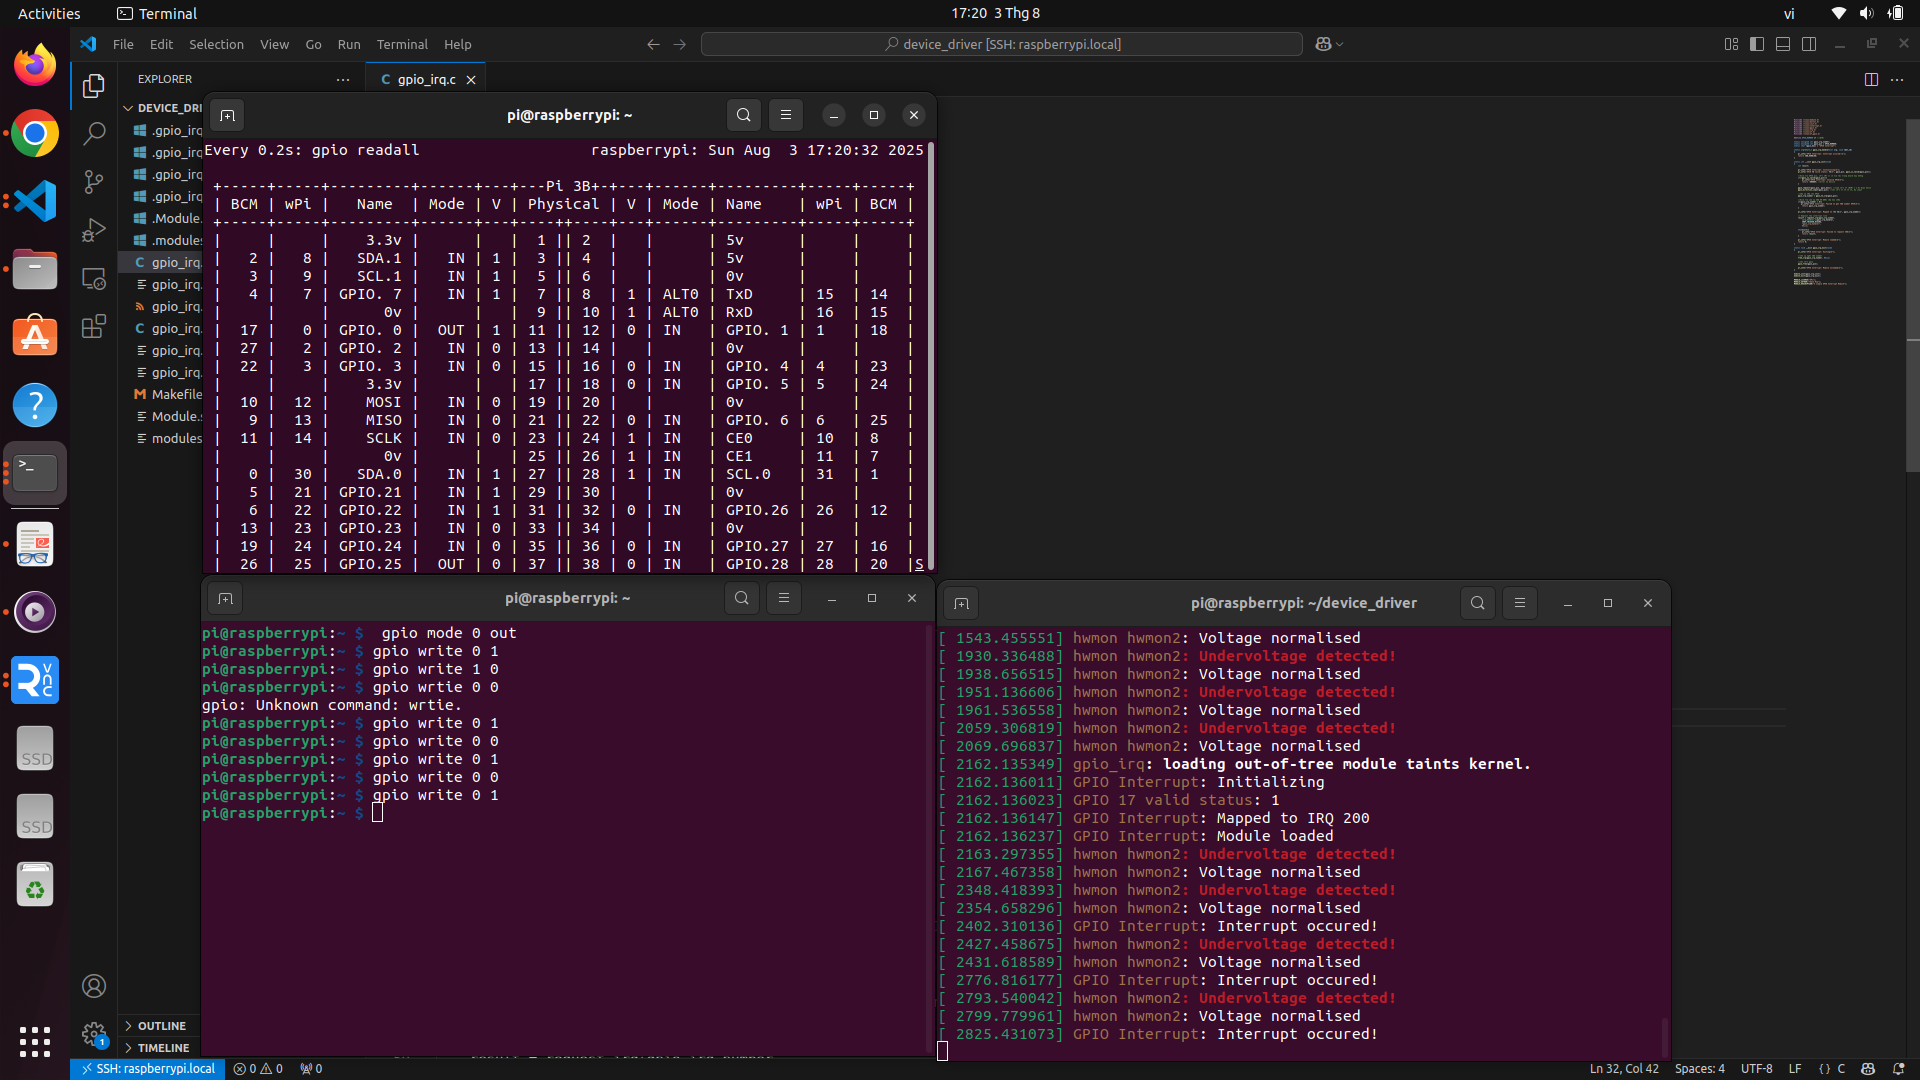 Activities
Terminal
17:20 3 Thg 8
vi
File Edit Selection View Go Run Terminal Help
device_driver [SSH: raspberrypi.local]
EXPLORER
gpio_irq.c
DEVICE_DRI
.gpio_irq
.gpio_irq
.gpio_irq
.gpio_irq
.Module.
.modules
gpio_irq.
gpio_irq.
gpio_irq.
gpio_irq.
gpio_irq.
gpio_irq.
Makefile
Module.s
modules
OUTLINE
TIMELINE
pi@raspberrypi: ~
Every 0.2s: gpio readall raspberrypi: Sun Aug  3 17:20:32 2025
+-----+-----+---------+------+---+---Pi 3B+--+---+------+---------+-----+-----+
| BCM | wPi |   Name  | Mode | V | Physical | V | Mode | Name    | wPi | BCM |
+-----+-----+---------+------+---+----++----+---+------+---------+-----+-----+
|     |     |    3.3v |      |   |  1 || 2  |   |      | 5v      |     |     |
|   2 |   8 |   SDA.1 |   IN | 1 |  3 || 4  |   |      | 5v      |     |     |
|   3 |   9 |   SCL.1 |   IN | 1 |  5 || 6  |   |      | 0v      |     |     |
|   4 |   7 | GPIO. 7 |   IN | 1 |  7 || 8  | 1 | ALT0 | TxD     | 15  | 14  |
|     |     |      0v |      |   |  9 || 10 | 1 | ALT0 | RxD     | 16  | 15  |
|  17 |   0 | GPIO. 0 |  OUT | 1 | 11 || 12 | 0 | IN   | GPIO. 1 | 1   | 18  |
|  27 |   2 | GPIO. 2 |   IN | 0 | 13 || 14 |   |      | 0v      |     |     |
|  22 |   3 | GPIO. 3 |   IN | 0 | 15 || 16 | 0 | IN   | GPIO. 4 | 4   | 23  |
|     |     |    3.3v |      |   | 17 || 18 | 0 | IN   | GPIO. 5 | 5   | 24  |
|  10 |  12 |    MOSI |   IN | 0 | 19 || 20 |   |      | 0v      |     |     |
|   9 |  13 |    MISO |   IN | 0 | 21 || 22 | 0 | IN   | GPIO. 6 | 6   | 25  |
|  11 |  14 |    SCLK |   IN | 0 | 23 || 24 | 1 | IN   | CE0     | 10  | 8   |
|     |     |      0v |      |   | 25 || 26 | 1 | IN   | CE1     | 11  | 7   |
|   0 |  30 |   SDA.0 |   IN | 1 | 27 || 28 | 1 | IN   | SCL.0   | 31  | 1   |
|   5 |  21 | GPIO.21 |   IN | 1 | 29 || 30 |   |      | 0v      |     |     |
|   6 |  22 | GPIO.22 |   IN | 1 | 31 || 32 | 0 | IN   | GPIO.26 | 26  | 12  |
|  13 |  23 | GPIO.23 |   IN | 0 | 33 || 34 |   |      | 0v      |     |     |
|  19 |  24 | GPIO.24 |   IN | 0 | 35 || 36 | 0 | IN   | GPIO.27 | 27  | 16  |
|  26 |  25 | GPIO.25 |  OUT | 0 | 37 || 38 | 0 | IN   | GPIO.28 | 28  | 20  |S
pi@raspberrypi: ~
pi@raspberrypi:~ $  gpio mode 0 out
pi@raspberrypi:~ $ gpio write 0 1
pi@raspberrypi:~ $ gpio write 1 0
pi@raspberrypi:~ $ gpio wrtie 0 0
gpio: Unknown command: wrtie.
pi@raspberrypi:~ $ gpio write 0 1
pi@raspberrypi:~ $ gpio write 0 0
pi@raspberrypi:~ $ gpio write 0 1
pi@raspberrypi:~ $ gpio write 0 0
pi@raspberrypi:~ $ gpio write 0 1
pi@raspberrypi:~ $
pi@raspberrypi: ~/device_driver
[ 1543.455551] hwmon hwmon2: Voltage normalised
[ 1930.336488] hwmon hwmon2: Undervoltage detected!
[ 1938.656515] hwmon hwmon2: Voltage normalised
[ 1951.136606] hwmon hwmon2: Undervoltage detected!
[ 1961.536558] hwmon hwmon2: Voltage normalised
[ 2059.306819] hwmon hwmon2: Undervoltage detected!
[ 2069.696837] hwmon hwmon2: Voltage normalised
[ 2162.135349] gpio_irq: loading out-of-tree module taints kernel.
[ 2162.136011] GPIO Interrupt: Initializing
[ 2162.136023] GPIO 17 valid status: 1
[ 2162.136147] GPIO Interrupt: Mapped to IRQ 200
[ 2162.136237] GPIO Interrupt: Module loaded
[ 2163.297355] hwmon hwmon2: Undervoltage detected!
[ 2167.467358] hwmon hwmon2: Voltage normalised
[ 2348.418393] hwmon hwmon2: Undervoltage detected!
[ 2354.658296] hwmon hwmon2: Voltage normalised
[ 2402.310136] GPIO Interrupt: Interrupt occured!
[ 2427.458675] hwmon hwmon2: Undervoltage detected!
[ 2431.618589] hwmon hwmon2: Voltage normalised
[ 2776.816177] GPIO Interrupt: Interrupt occured!
[ 2793.540042] hwmon hwmon2: Undervoltage detected!
[ 2799.779961] hwmon hwmon2: Voltage normalised
[ 2825.431073] GPIO Interrupt: Interrupt occured!
SSD
SSD
1
SSH: raspberrypi.local
0 0
0
Ln 32, Col 42
Spaces: 4
UTF-8
LF
{ } C